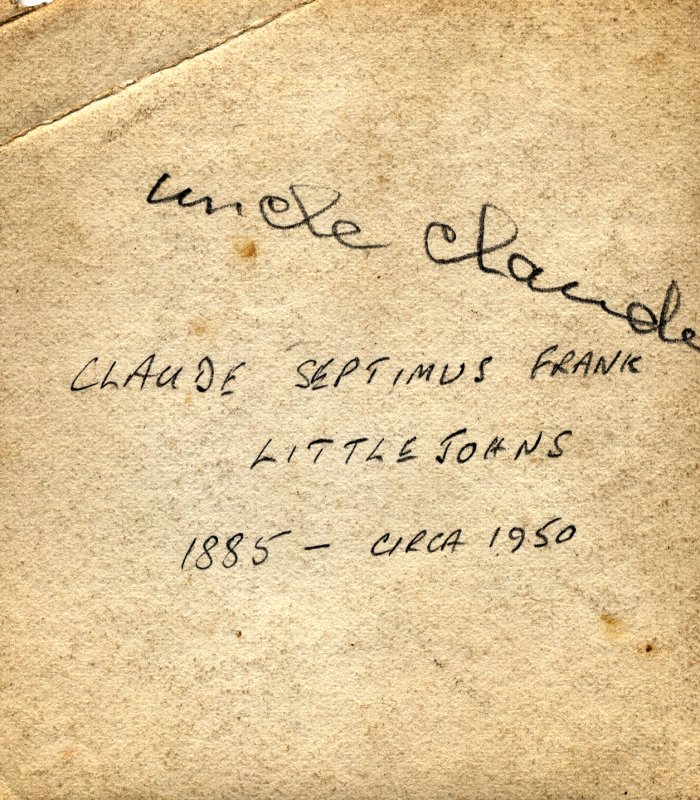 uncle claude
CLAUDE SEPTIMUS FRANK
LITTLEJOHNS
1885 – CIRCA 1950